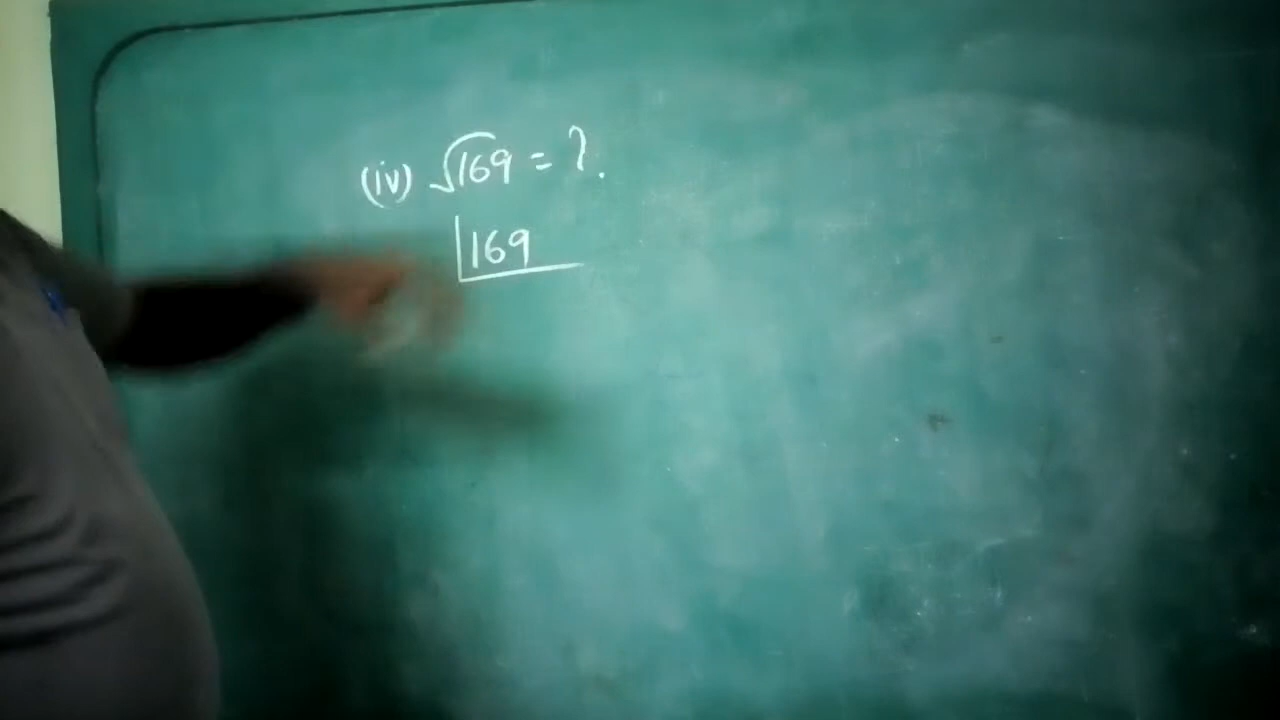 (iv) √169 = ?.
169